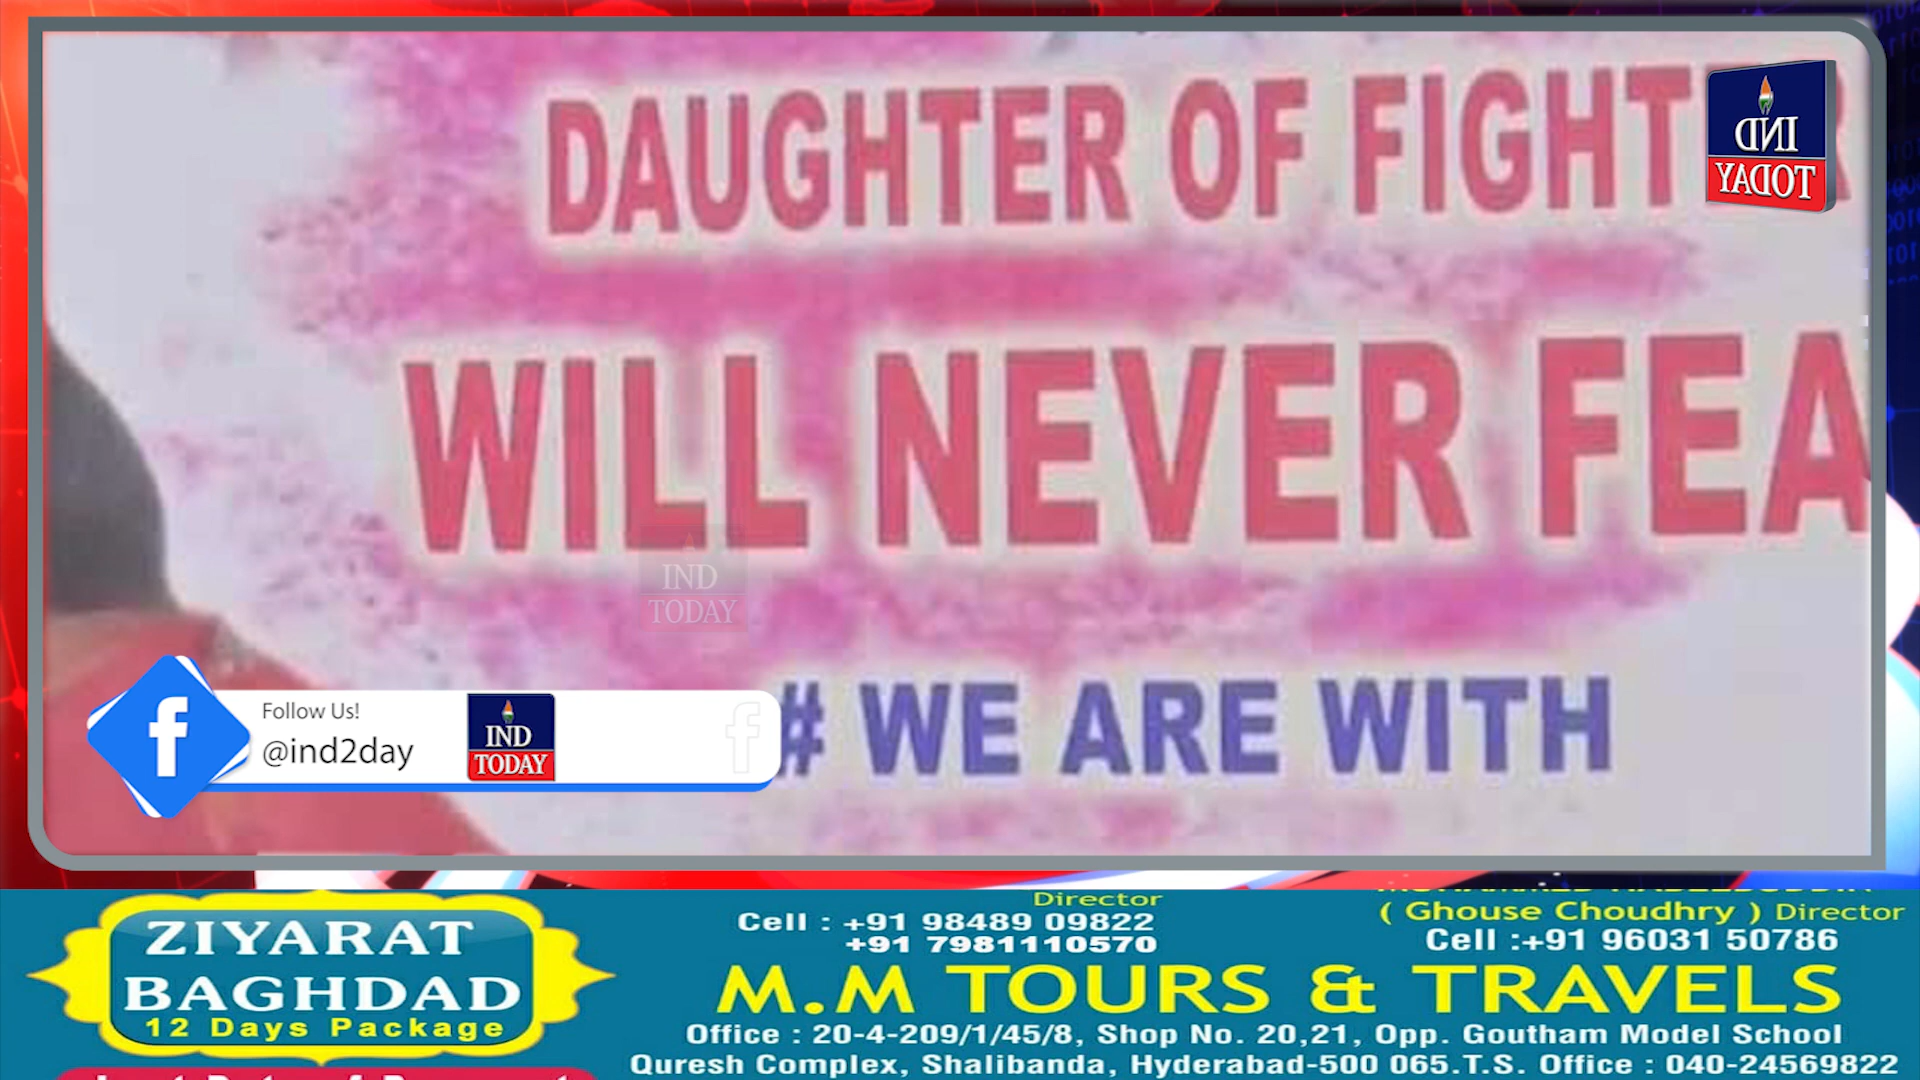 DAUGHTER OF FIGHT R
IND
TODAY
WILL NEVER FEA
IND
TODAY
# WE ARE WITH
f
Follow Us!
@ind2day
IND
TODAY
f
ZIYARAT
BAGHDAD
12 Days Package
Director
Cell : +91 98489 09822
+91 7981110570
( Ghouse Choudhry ) Director
Cell :+91 96031 50786
M.M TOURS & TRAVELS
Office : 20-4-209/1/45/8, Shop No. 20,21, Opp. Goutham Model School
Quresh Complex, Shalibanda, Hyderabad-500 065.T.S. Office : 040-24569822